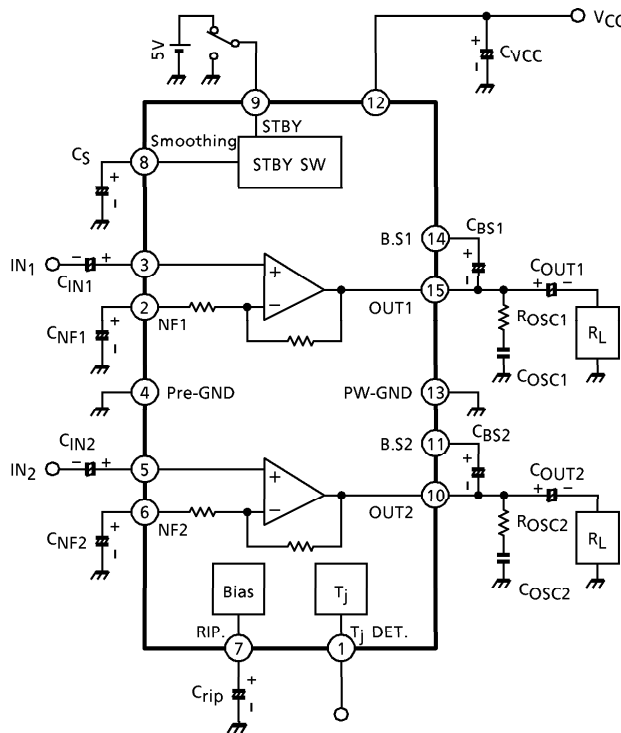 VCC
5V
+
CVCC
-
9
12
STBY
Smoothing
CS
8
STBY SW
+
-
B.S1
14
CBS1
+
-
IN1
-
+
3
CIN1
+
-
OUT1
15
COUT1
+
-
2
NF1
CNF1
+
-
ROSC1
RL
COSC1
4
Pre-GND
PW-GND
13
CIN2
B.S2
11
CBS2
+
-
IN2
-
+
5
+
-
OUT2
10
COUT2
+
-
6
NF2
CNF2
+
-
ROSC2
RL
COSC2
Bias
Tj
RIP.
Tj DET.
7
1
Crip
+
-